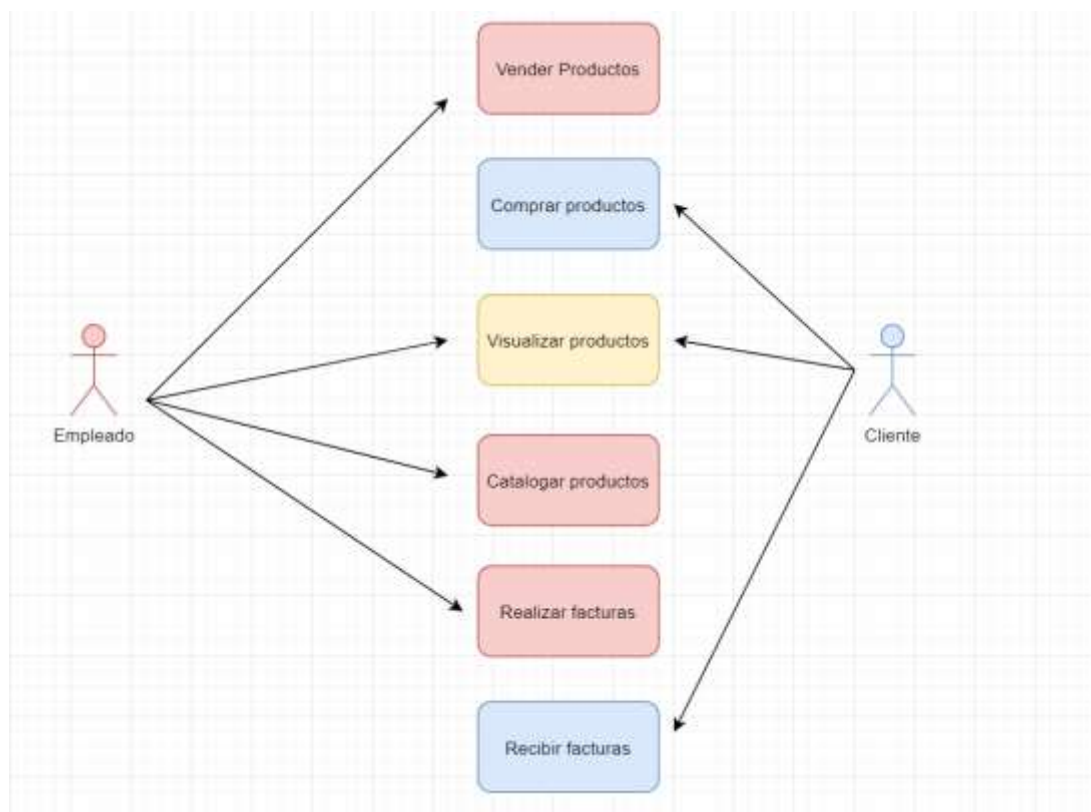 Vender Productos
Comprar productos
Visualizar productos
Empleado
Cliente
Catalogar productos
Realizar facturas
Recibir facturas